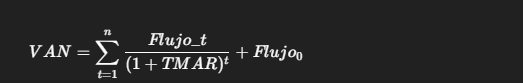 VAN = \sum_{t=1}^{n} \frac{Flujo\_t}{(1 + TMAR)^t} + Flujo_0